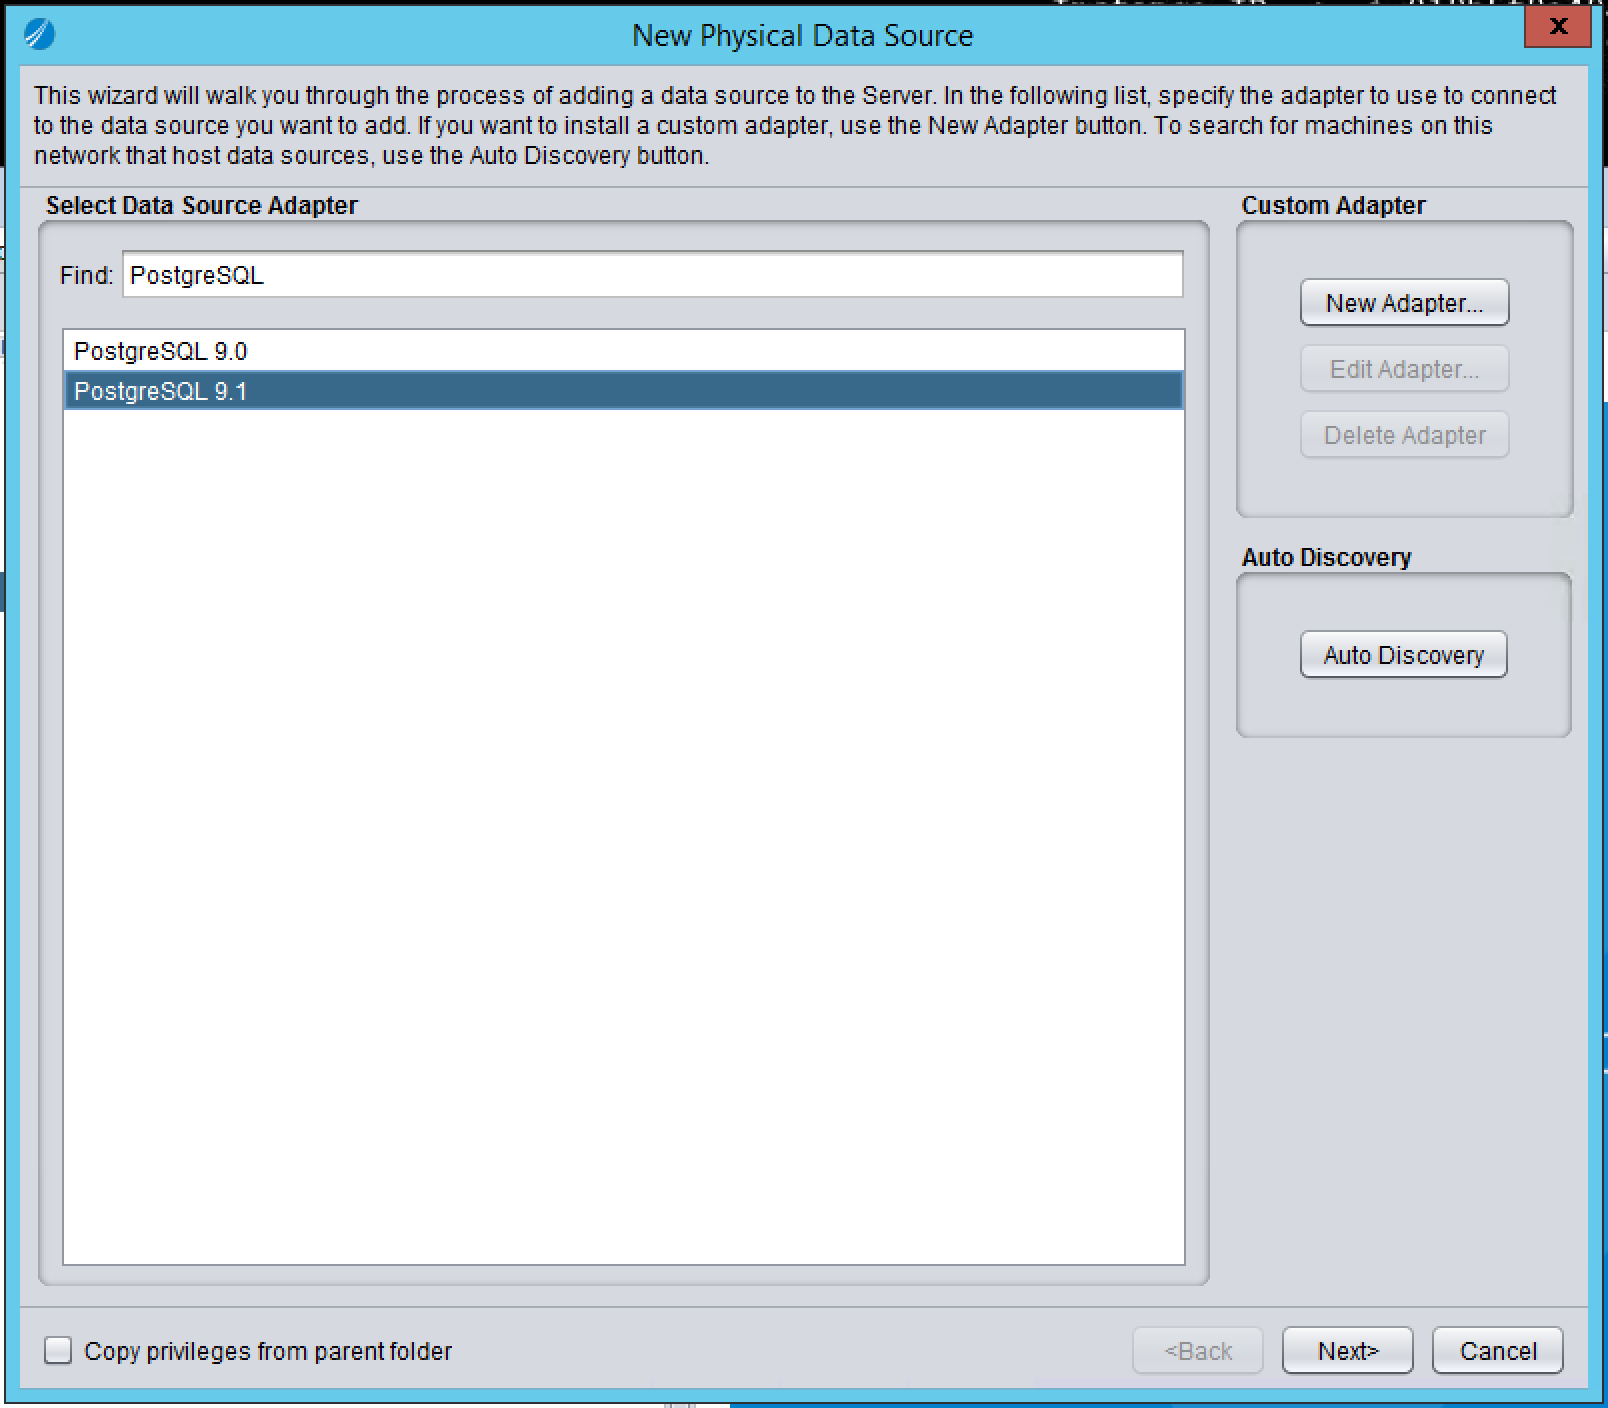 New Physical Data Source
x
This wizard will walk you through the process of adding a data source to the Server. In the following list, specify the adapter to use to connect
to the data source you want to add. If you want to install a custom adapter, use the New Adapter button. To search for machines on this
network that host data sources, use the Auto Discovery button.
Select Data Source Adapter
Find: PostgreSQL
PostgreSQL 9.0
PostgreSQL 9.1
Custom Adapter
New Adapter...
Edit Adapter...
Delete Adapter
Auto Discovery
Auto Discovery
Copy privileges from parent folder
<Back
Next>
Cancel